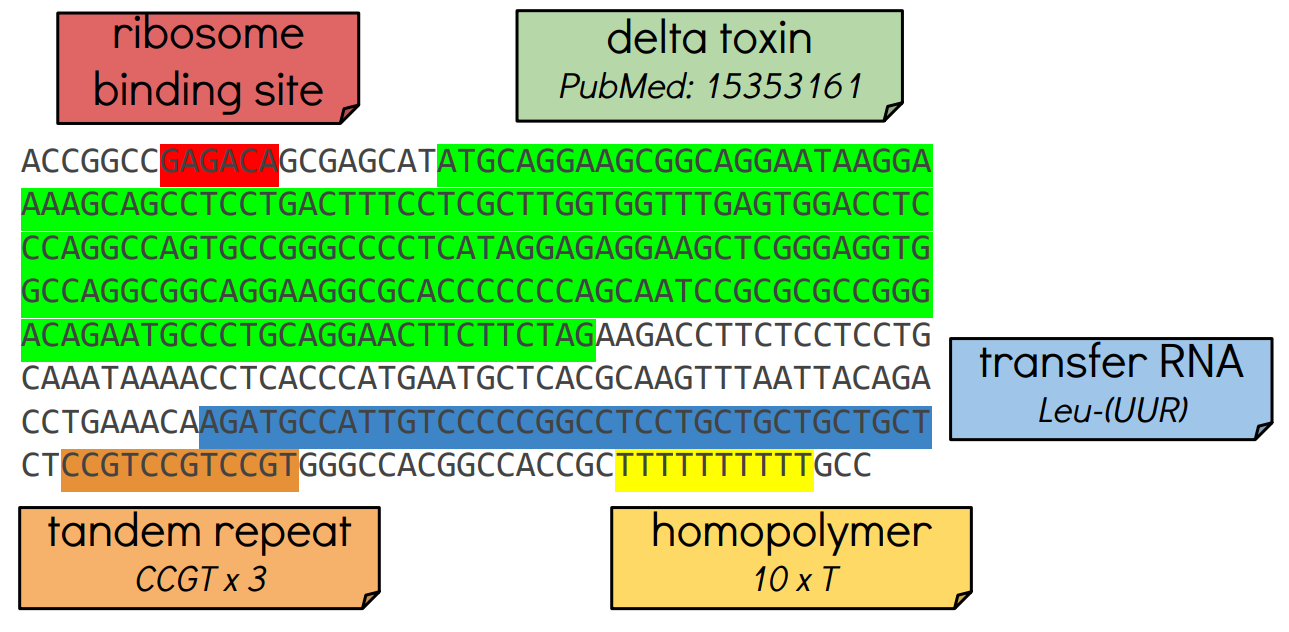 ribosome
binding site
delta toxin
PubMed: 15353161
ACCGGCCGAGACAGCGAGCATATGCAGGAAGCGGCAGGAATAAGGA
AAAGCAGCCTCCTGACTTTCCTCGCTTGGTGGTTTGAGTGGACCTC
CCAGGCCAGTGCCGGGCCCCTCATAGGAGAGGAAGCTCGGGAGGTG
GCCAGGCGGCAGGAAGGCGCACCCCCCCAGCAATCCGCGCGCCGGG
ACAGAATGCCCTGCAGGAACTTCTTCTAGAAGACCTTCTCCTCCTG
CAAATAAAACCTCACCCATGAATGCTCACGCAAGTTTAATTACAGA
CCTGAAACAAGATGCCATTGTCCCCCGGCCTCCTGCTGCTGCTGCT
CTCCGTCCGTCCGTGGGCCACGGCCACCGCTTTTTTTTTTGCC
transfer RNA
Leu-(UUR)
tandem repeat
CCGT x 3
homopolymer
10 x T